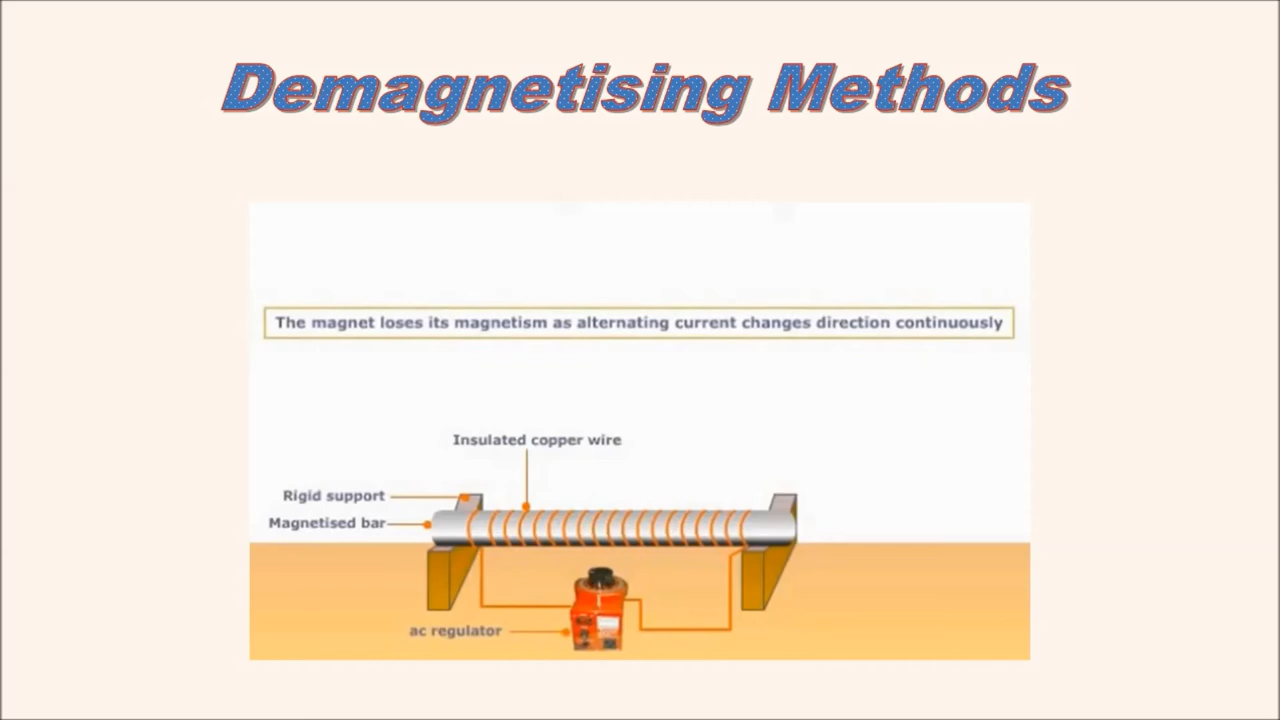 Demagnetising Methods
The magnet loses its magnetism as alternating current changes direction continuously
Insulated copper wire
Rigid support
Magnetised bar
ac regulator